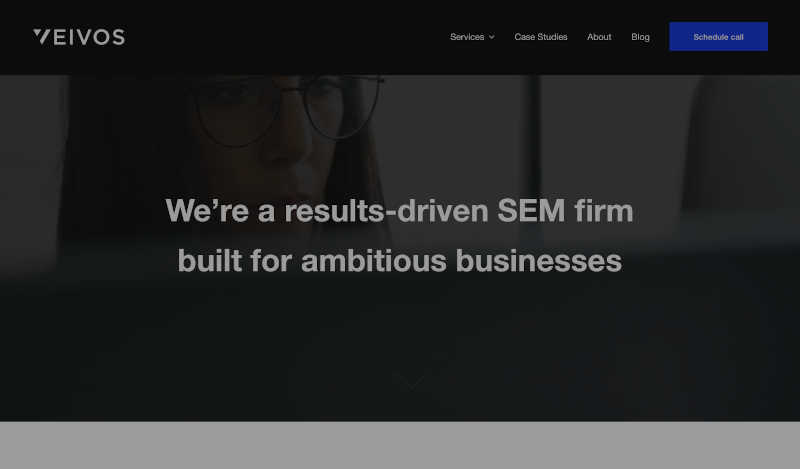 VEIVOS
Services
Case Studies
About
Blog
Schedule call
We’re a results-driven SEM firm
built for ambitious businesses